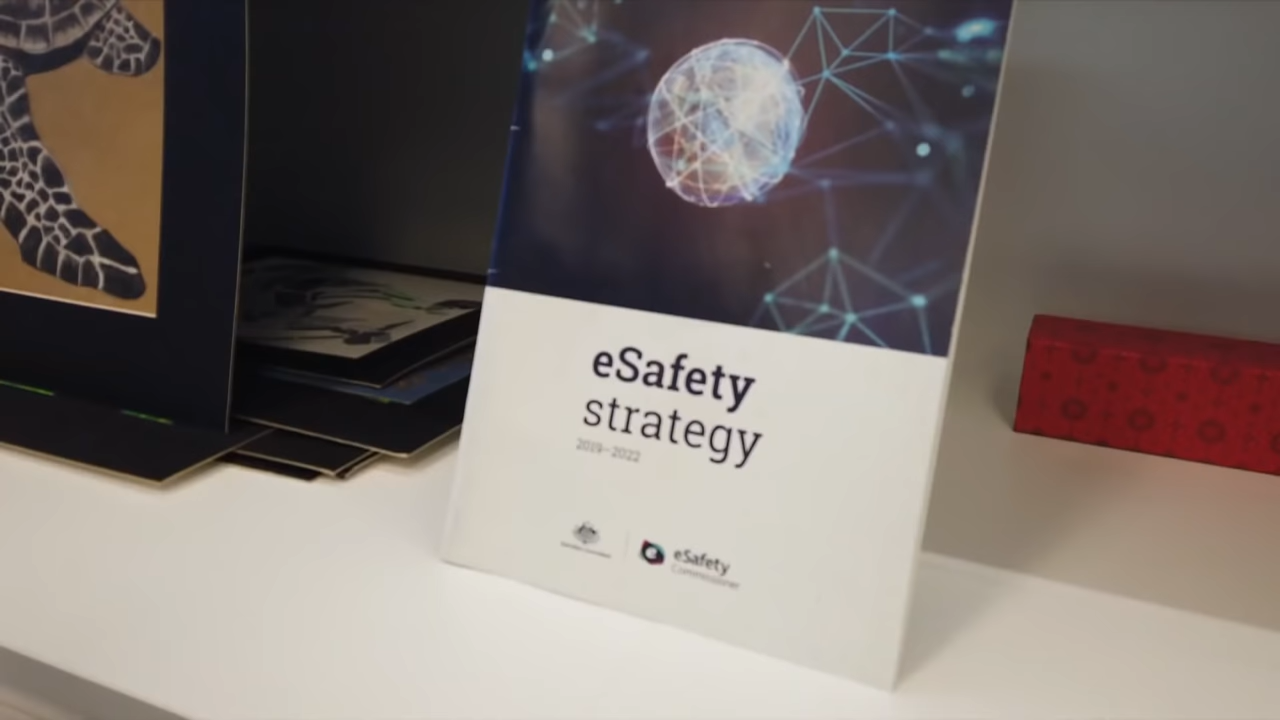 eSafety
strategy
2019–2022
eSafety
Commissioner